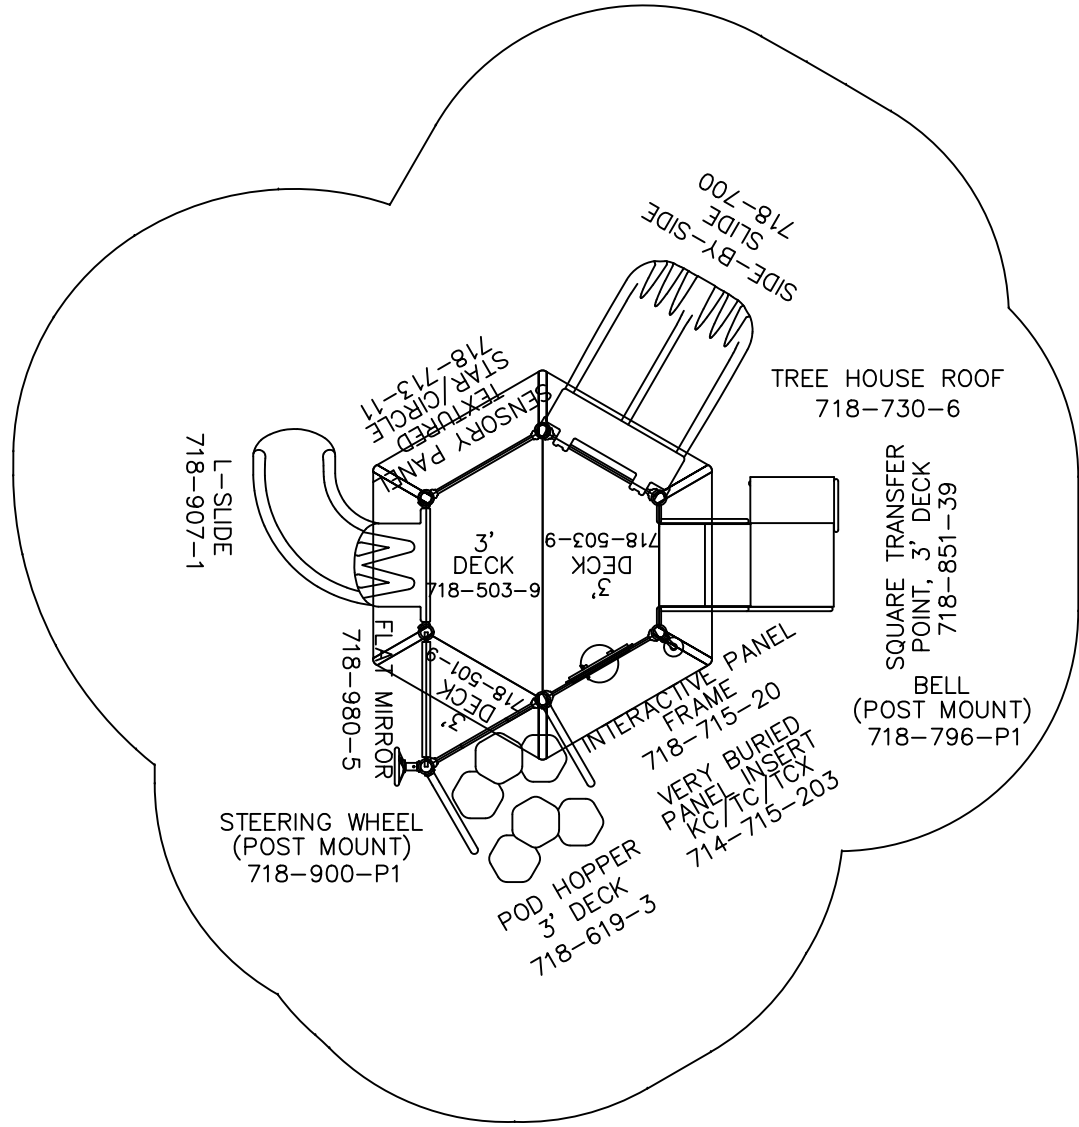 SIDE-BY-SIDE
SLIDE
718-700
TREE HOUSE ROOF
718-730-6
SENSORY PANEL
TEXTURED
STAR/CIRCLE
718-713-11
L-SLIDE
718-907-1
3'
DECK
718-503-9
3'
DECK
718-503-9
SQUARE TRANSFER
POINT, 3' DECK
718-851-39
3'
DECK
718-501-9
FLAT MIRROR
718-980-5
INTERACTIVE PANEL
FRAME
718-715-20
BELL
(POST MOUNT)
718-796-P1
VERY BURIED
PANEL INSERT
KC/TC/TCX
714-715-203
STEERING WHEEL
(POST MOUNT)
718-900-P1
POD HOPPER
3' DECK
718-619-3